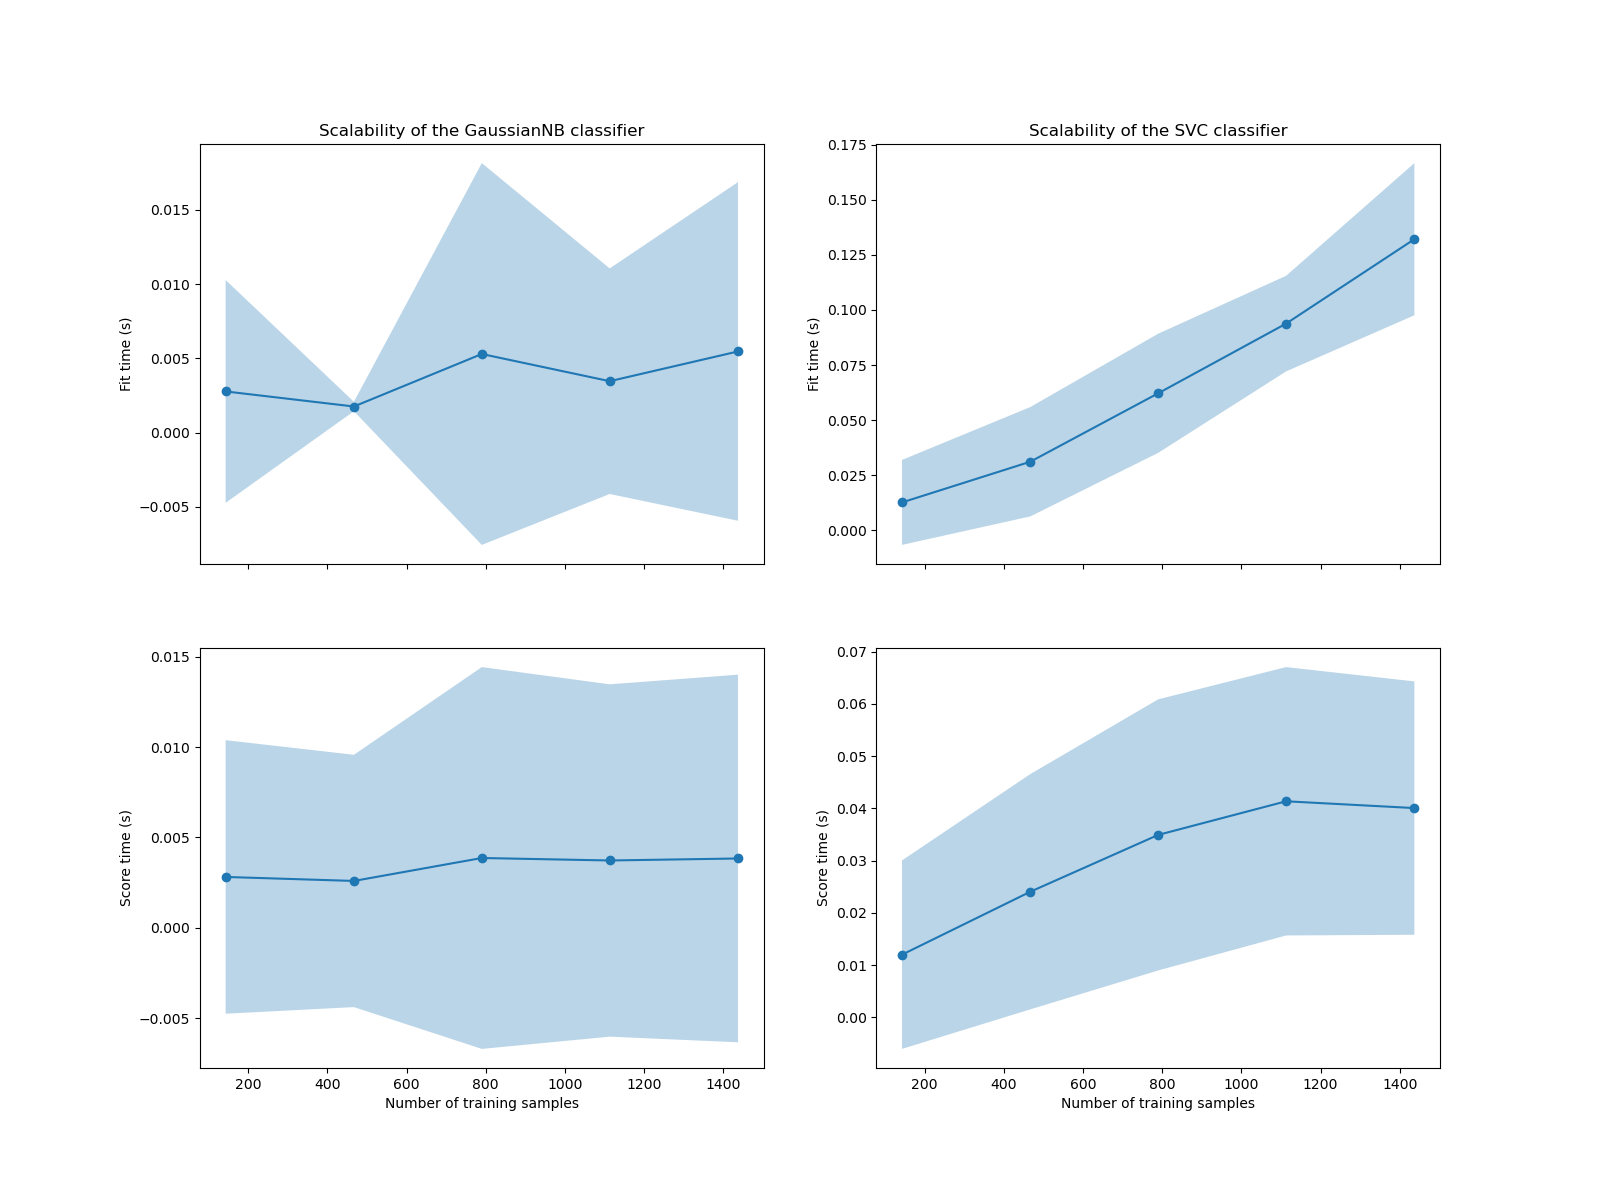 Scalability of the GaussianNB classifier
Fit time (s)
0.015
0.010
0.005
0.000
−0.005
Scalability of the SVC classifier
Fit time (s)
0.175
0.150
0.125
0.100
0.075
0.050
0.025
0.000
Score time (s)
0.015
0.010
0.005
0.000
−0.005
200 400 600 800 1000 1200 1400
Number of training samples
Score time (s)
0.07
0.06
0.05
0.04
0.03
0.02
0.01
0.00
200 400 600 800 1000 1200 1400
Number of training samples